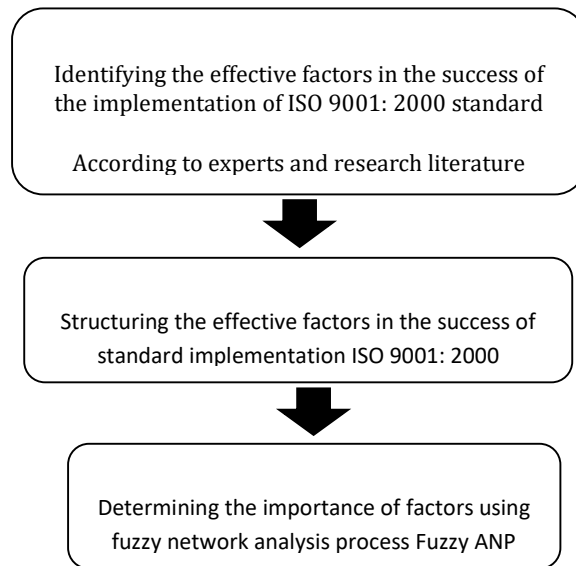 Identifying the effective factors in the success of
the implementation of ISO 9001: 2000 standard
According to experts and research literature
Structuring the effective factors in the success of
standard implementation ISO 9001: 2000
Determining the importance of factors using
fuzzy network analysis process Fuzzy ANP